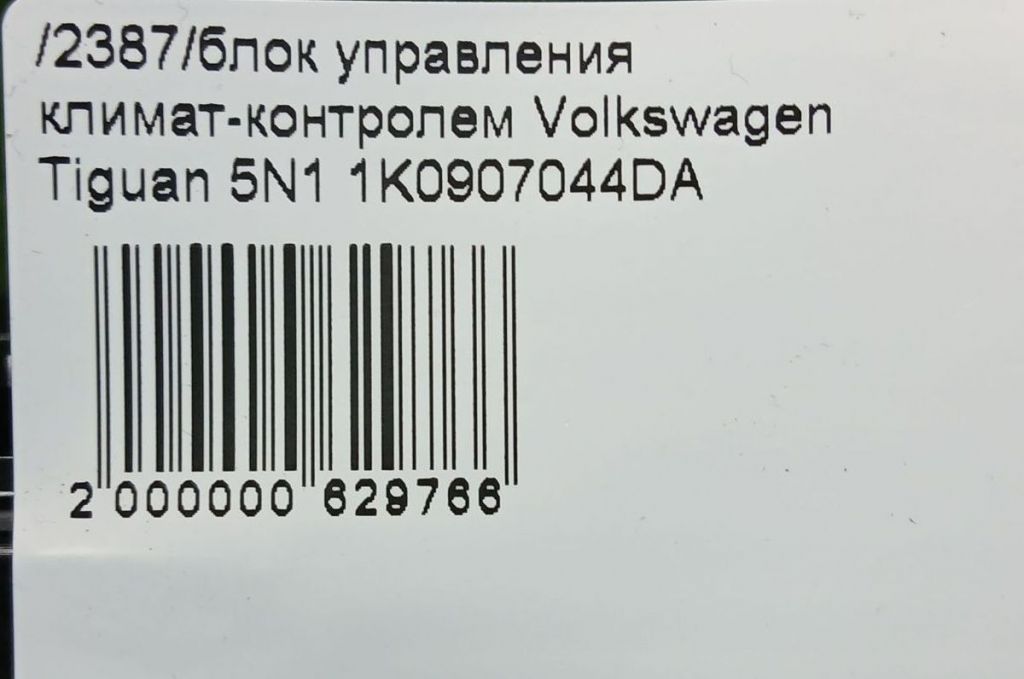 /2387/блок управления
климат-контролем Volkswagen
Tiguan 5N1 1K0907044DA
2 000000 629766